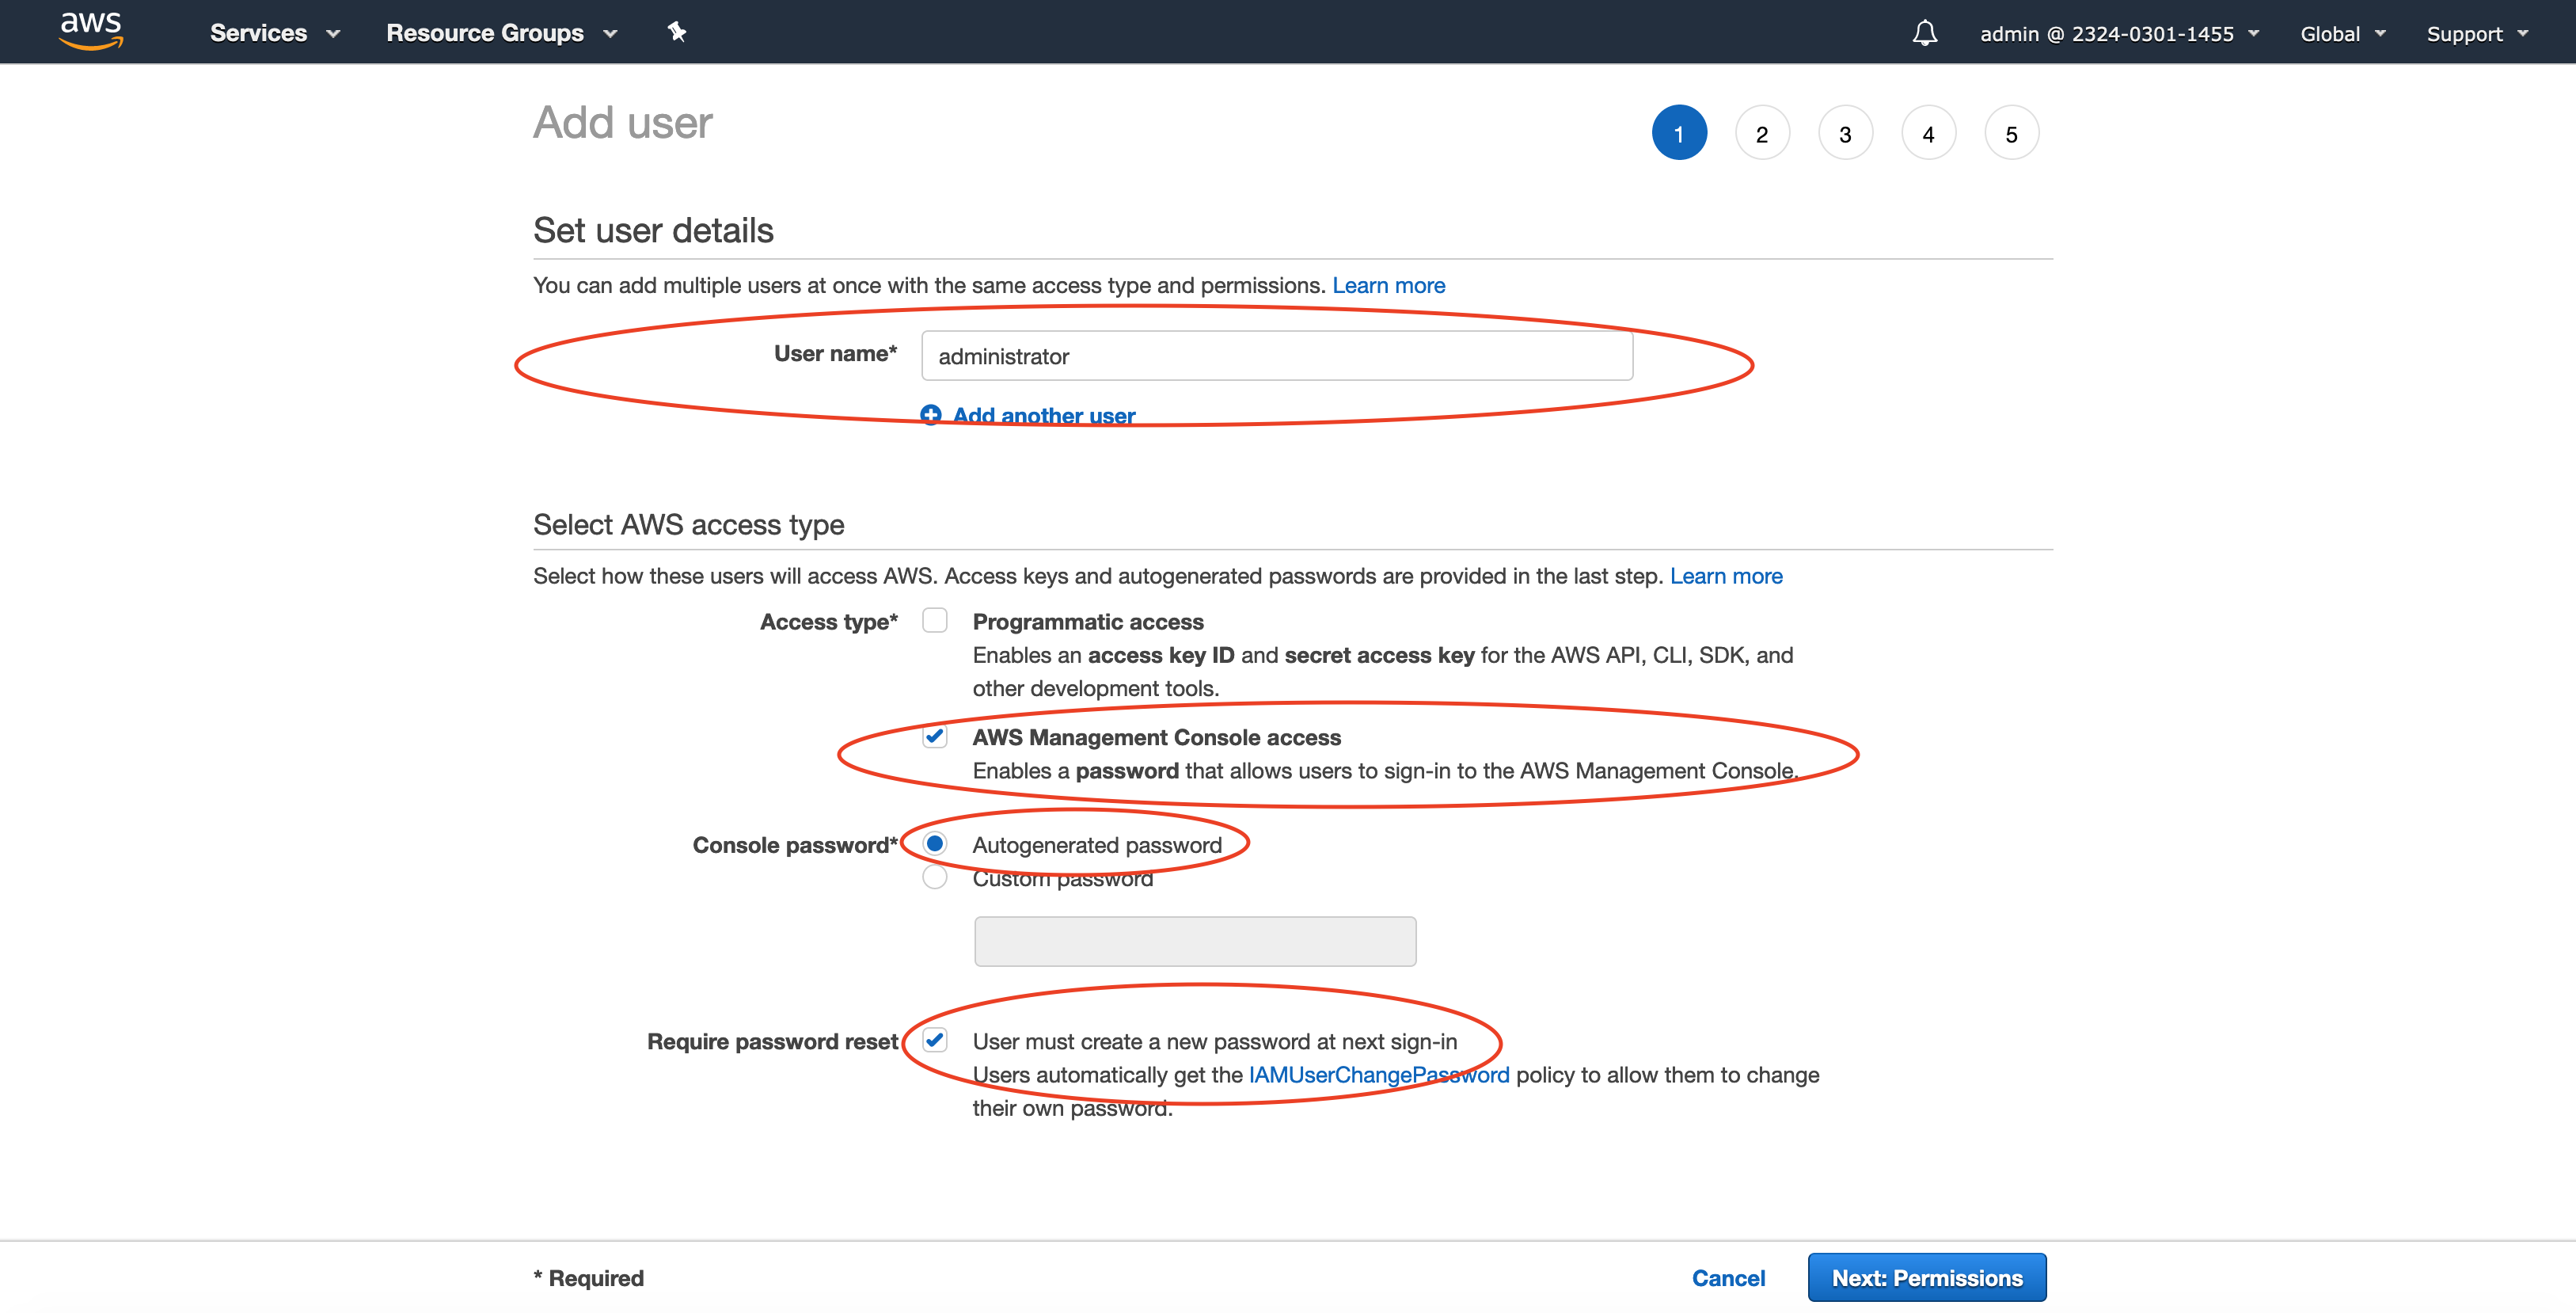 aws Services Resource Groups admin @ 2324-0301-1455 Global Support
Add user
1 2 3 4 5
Set user details
You can add multiple users at once with the same access type and permissions. Learn more
User name* administrator
Add another user
Select AWS access type
Select how these users will access AWS. Access keys and autogenerated passwords are provided in the last step. Learn more
Access type* Programmatic access
Enables an access key ID and secret access key for the AWS API, CLI, SDK, and
other development tools.
AWS Management Console access
Enables a password that allows users to sign-in to the AWS Management Console.
Console password* Autogenerated password
Custom password
Require password reset User must create a new password at next sign-in
Users automatically get the IAMUserChangePassword policy to allow them to change
their own password.
* Required Cancel Next: Permissions